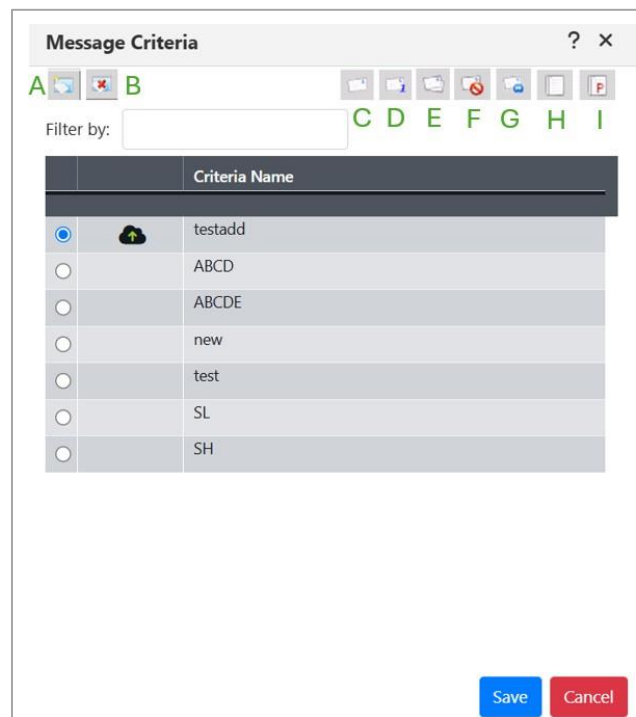 Message Criteria ? ×
A B
C D E F G H I
P
Filter by:
Criteria Name
testadd
ABCD
ABCDE
new
test
SL
SH
Save Cancel